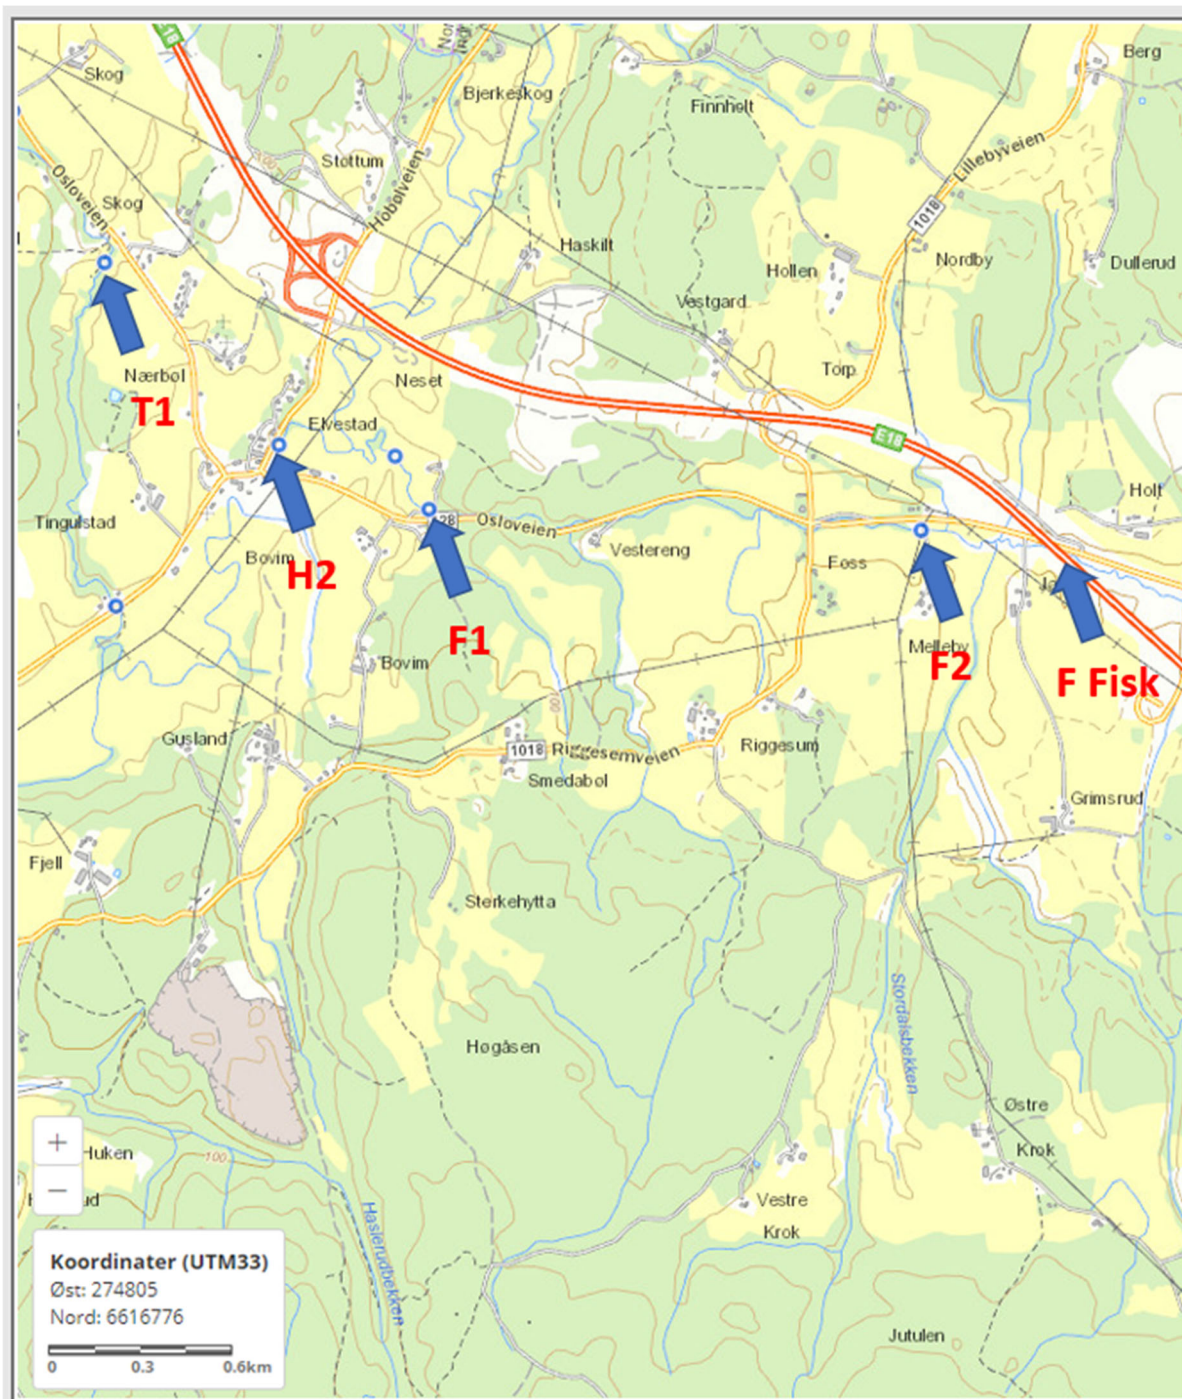 E18
Skog
Berg
Bjerkeskog
Finnholt
Stottum
Lillebyveien
Osloveien
Hobølveien
Skog
1018
Haskilt
Hollen
Nordby
Dullerud
Vestgard
Nærbøl
Neset
Torp
T1
Elvestad
E18
Holt
Tingulstad
28
Osloveien
Vestereng
Foss
Bovim
H2
F1
Melleby
F2
F Fisk
Bovim
Gusland
1018
Riggesemveien
Riggesum
Smedabøl
Grimsrud
Fjell
Sterkehytta
Stordalsbekken
Høgåsen
Østre
Krok
+
Huken
100
−
Vestre
Krok
Haslerudbekken
Koordinater (UTM33)
Øst: 274805
Nord: 6616776
0 0.3 0.6km
Jutulen